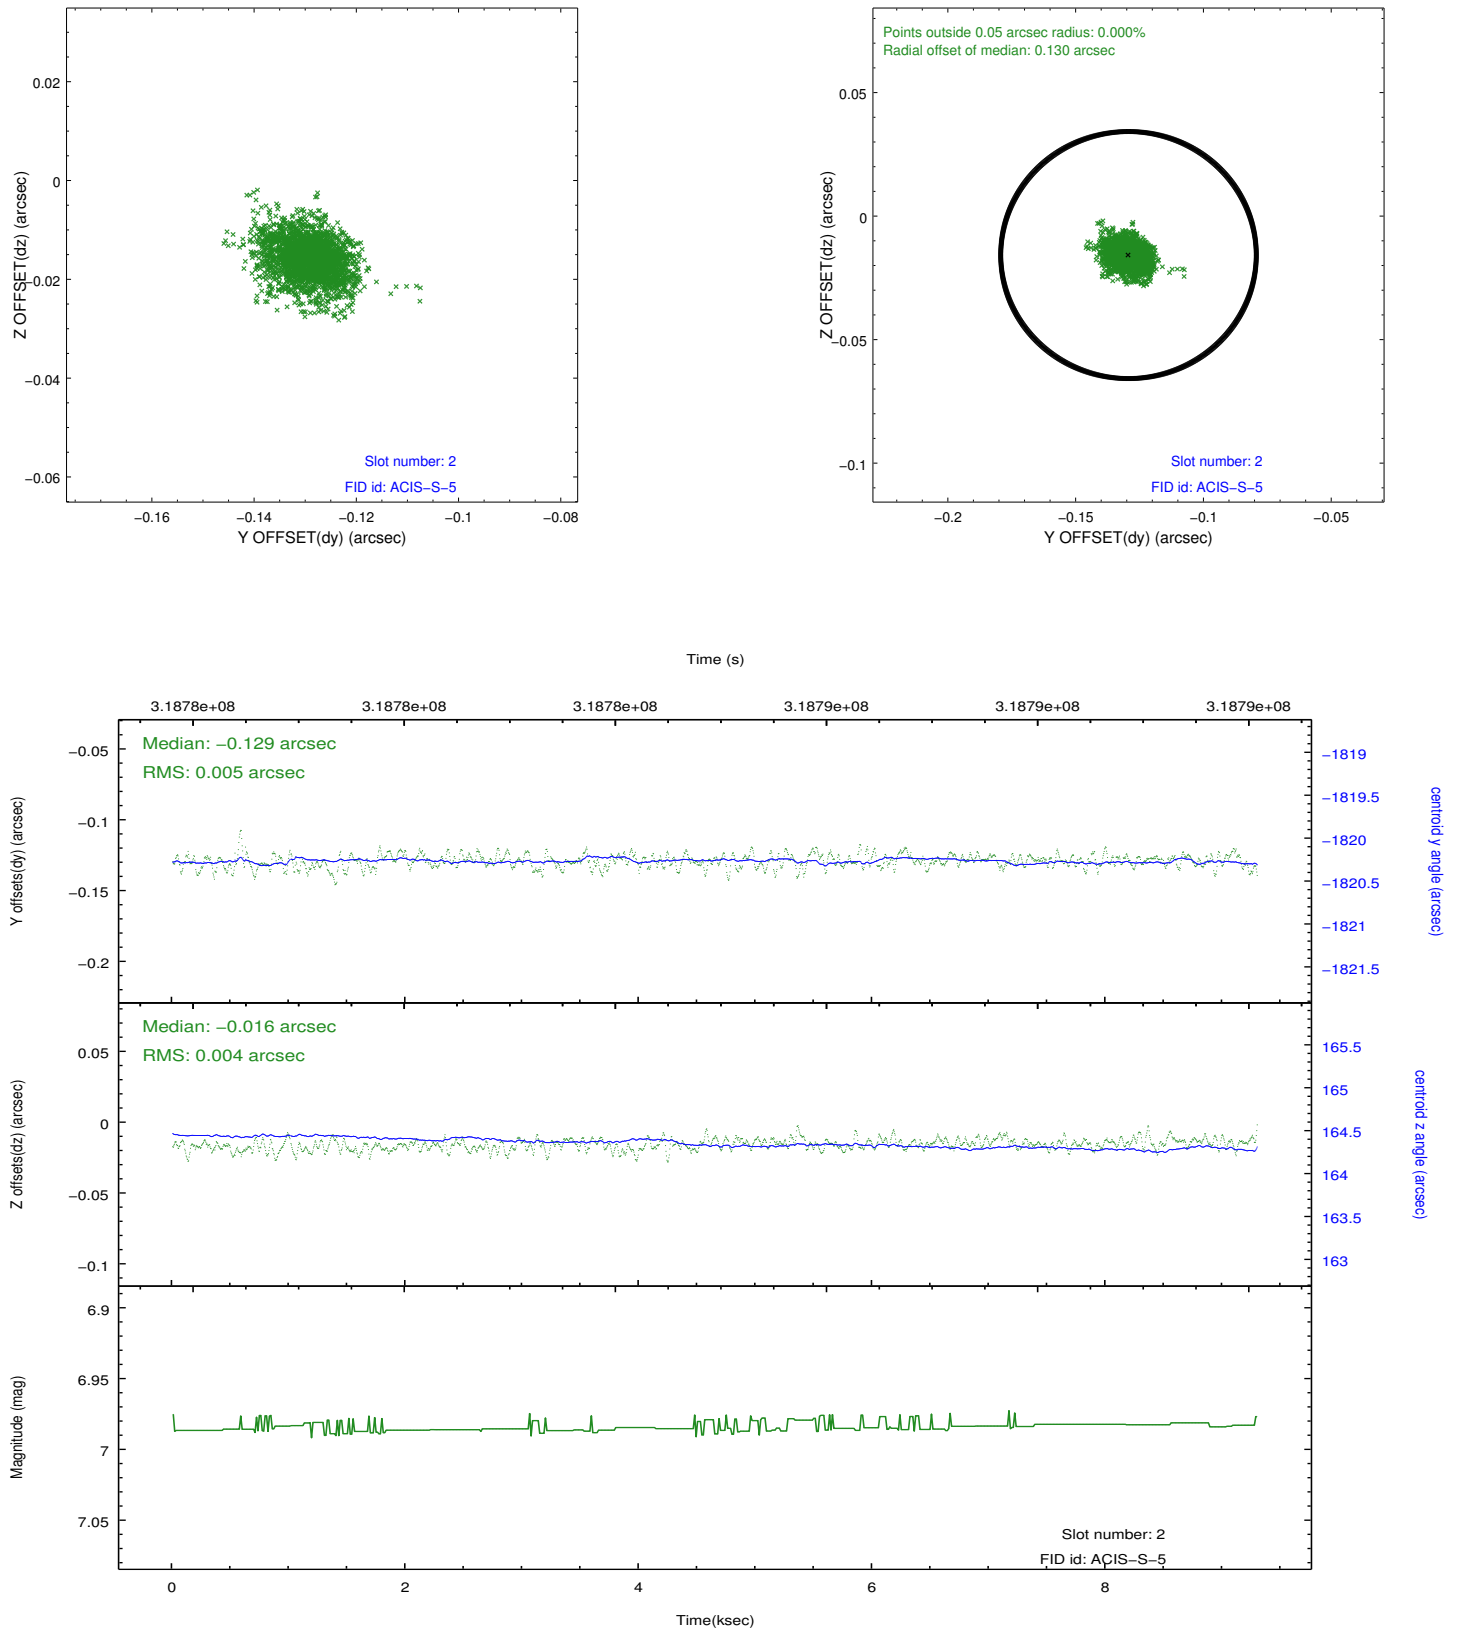 0.02
0
−0.02
−0.04
−0.06
Z OFFSET(dz) (arcsec)
Slot number: 2
FID id: ACIS−S−5
−0.16
−0.14
−0.12
−0.1
−0.08
Y OFFSET(dy) (arcsec)
Points outside 0.05 arcsec radius: 0.000%
Radial offset of median: 0.130 arcsec
0.05
0
−0.05
−0.1
Z OFFSET(dz) (arcsec)
Slot number: 2
FID id: ACIS−S−5
−0.2
−0.15
−0.1
−0.05
Y OFFSET(dy) (arcsec)
Time (s)
3.1878e+08
3.1878e+08
3.1878e+08
3.1879e+08
3.1879e+08
3.1879e+08
Median: −0.129 arcsec
RMS: 0.005 arcsec
−0.05
−0.1
−0.15
−0.2
Y offsets(dy) (arcsec)
−1819
−1819.5
−1820
−1820.5
−1821
−1821.5
centroid y angle (arcsec)
Median: −0.016 arcsec
RMS: 0.004 arcsec
0.05
0
−0.05
−0.1
Z offsets(dz) (arcsec)
165.5
165
164.5
164
163.5
163
centroid z angle (arcsec)
6.9
6.95
7
7.05
Magnitude (mag)
Slot number: 2
FID id: ACIS−S−5
0
2
4
6
8
Time(ksec)